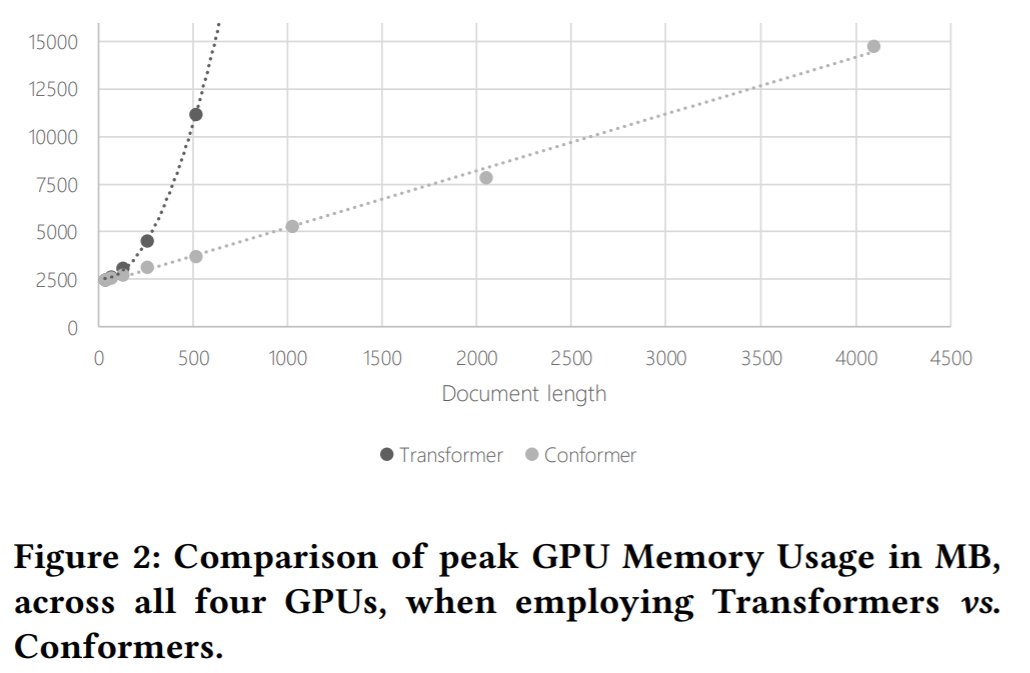 15000
12500
10000
7500
5000
2500
0
0 500 1000 1500 2000 2500 3000 3500 4000 4500
Document length
Transformer Conformer
Figure 2: Comparison of peak GPU Memory Usage in MB,
across all four GPUs, when employing Transformers vs.
Conformers.